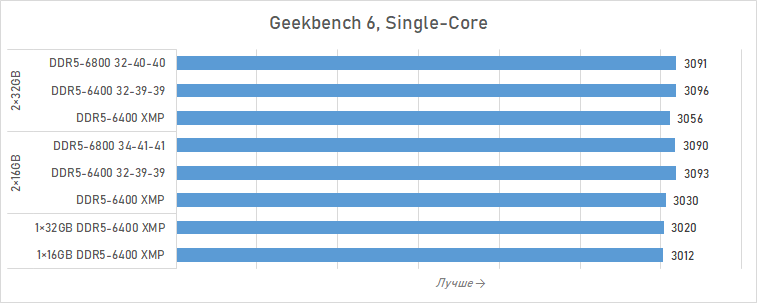 Geekbench 6, Single-Core
2×32GB
DDR5-6800 32-40-40 3091
DDR5-6400 32-39-39 3096
DDR5-6400 XMP 3056
2×16GB
DDR5-6800 34-41-41 3090
DDR5-6400 32-39-39 3093
DDR5-6400 XMP 3030
1×32GB DDR5-6400 XMP 3020
1×16GB DDR5-6400 XMP 3012
Лучше→